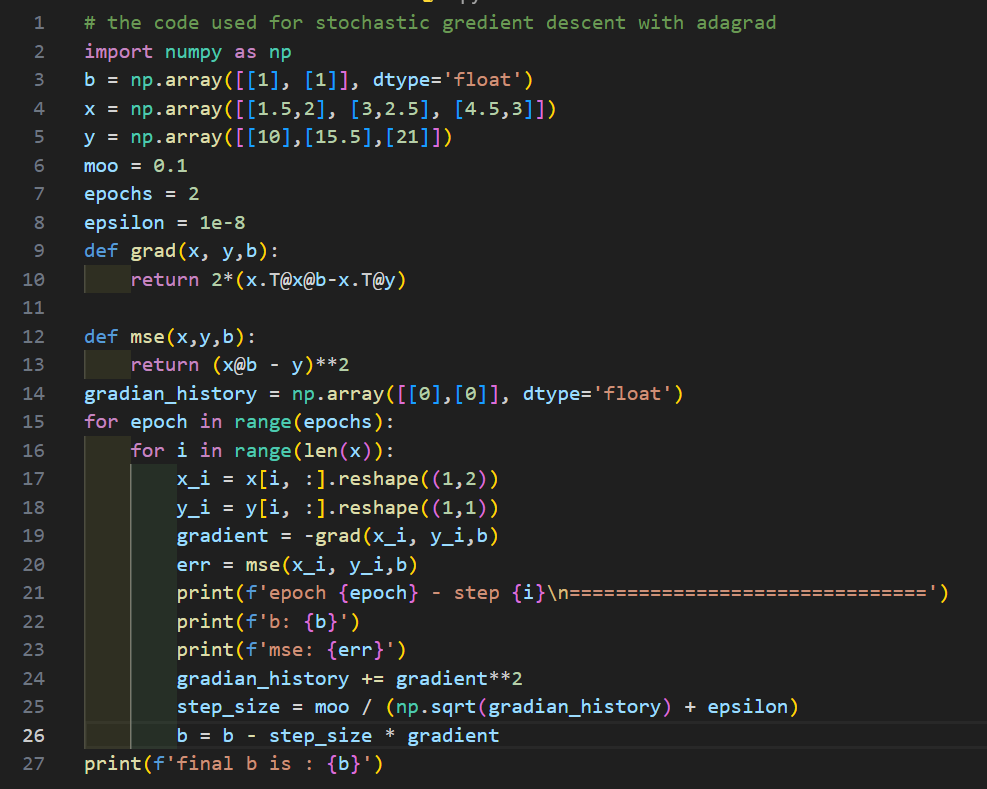 1 # the code used for stochastic gredient descent with adagrad
2 import numpy as np
3 b = np.array([[1], [1]], dtype='float')
4 x = np.array([[1.5,2], [3,2.5], [4.5,3]])
5 y = np.array([[10],[15.5],[21]])
6 moo = 0.1
7 epochs = 2
8 epsilon = 1e-8
9 def grad(x, y,b):
10     return 2*(x.T@x@b-x.T@y)
11
12 def mse(x,y,b):
13     return (x@b - y)**2
14 gradian_history = np.array([[0],[0]], dtype='float')
15 for epoch in range(epochs):
16     for i in range(len(x)):
17         x_i = x[i, :].reshape((1,2))
18         y_i = y[i, :].reshape((1,1))
19         gradient = -grad(x_i, y_i,b)
20         err = mse(x_i, y_i,b)
21         print(f'epoch {epoch} - step {i}\n===============================')
22         print(f'b: {b}')
23         print(f'mse: {err}')
24         gradian_history += gradient**2
25         step_size = moo / (np.sqrt(gradian_history) + epsilon)
26         b = b - step_size * gradient
27 print(f'final b is : {b}')